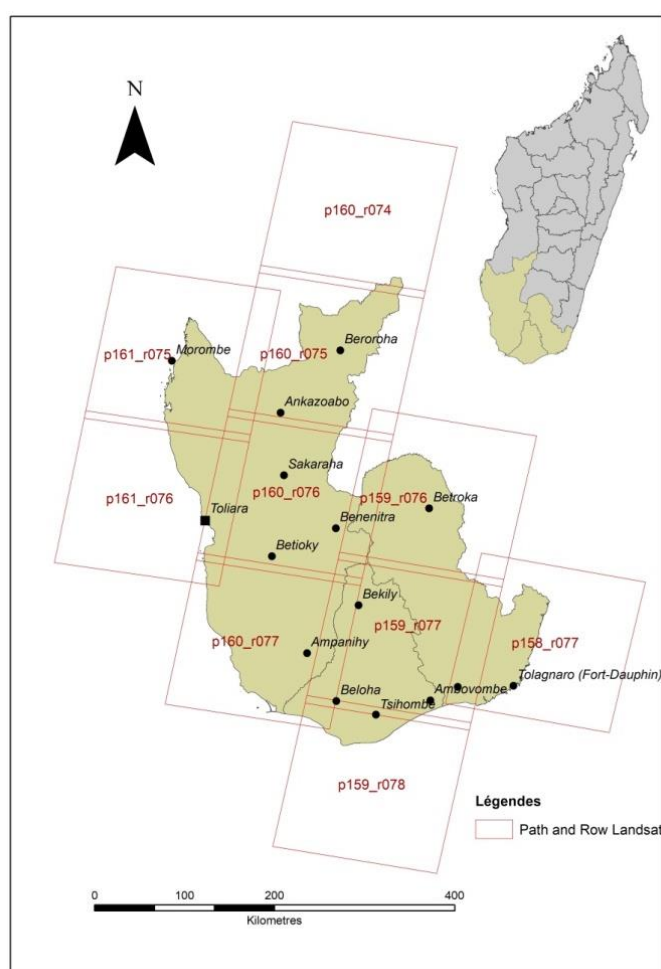 N
p160_r074
p161_r075
Morombe
p160_r075
Beroroha
Ankazoabo
p161_r076
Sakaraha
p160_r076
p159_r076
Betroka
Toliara
Benenitra
Betioky
Bekily
p160_r077
Ampanihy
p159_r077
p158_r077
Tolagnaro (Fort-Dauphin)
Beloha
Tsihombe
Ambovombe
p159_r078
Légendes
Path and Row Landsat
0 100 200 400
Kilometres